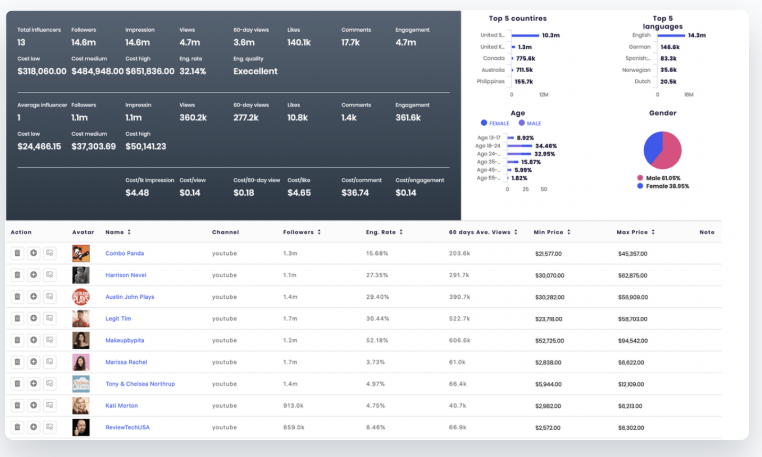 Total Influencers Followers Impression Views 60-day views Likes Comments Engagement
13 14.6m 14.6m 4.7m 3.6m 140.1k 17.7k 4.7m
Cost low Cost medium Cost high Eng. rate Eng. quality
$318,060.00 $484,948.00 $651,836.00 32.14% Execellent
Average influencer Followers Impressin Views 60-day views Likes Comments Engagement
1 1.1m 1.1m 360.2k 277.2k 10.8k 1.4k 361.6k
Cost low Cost medium Cost high
$24,466.15 $37,303.69 $50,141.23
Cost/k impression Cost/view Cost/60-day view Cost/like Cost/comment Cost/engagement
$4.48 $0.14 $0.18 $4.65 $36.74 $0.14
Top 5 countires
United S... 10.3m
United K... 1.3m
Canada 775.6k
Australia 711.5k
Philippines 155.7k
0 12M
Top 5
languages
English 14.3m
German 146.6k
Spanish;... 83.3k
Norwegian 35.6k
Dutch 20.5k
0 16M
Age
FEMALE MALE
Age 13-17 8.92%
Age 18-24 34.46%
Age 24-... 32.95%
Age 35-... 15.87%
Age 45-... 5.99%
Age 55-... 1.82%
0 25 50
Gender
Male 61.05%
Female 38.95%
Action Avatar Name Channel Followers Eng. Rate 60 days Ave. Views Min Price Max Price Note
Combo Panda youtube 1.3m 15.68% 203.6k $21,577.00 $45,357.00
Harrison Nevel youtube 1.1m 27.35% 291.7k $30,070.00 $62,875.00
Austin John Plays youtube 1.4m 29.40% 390.7k $30,282.00 $56,909.00
Legit Tim youtube 1.7m 30.44% 522.7k $23,718.00 $58,703.00
Makeupbypita youtube 1.2m 52.18% 606.6k $52,725.00 $94,542.00
Marissa Rachel youtube 1.7m 3.73% 61.0k $2,838.00 $6,622.00
Tony & Chelsea Northrup youtube 1.4m 4.97% 66.4k $5,944.00 $12,109.00
Kali Morton youtube 913.0k 4.75% 40.7k $2,982.00 $6,213.00
ReviewTechUSA youtube 859.0k 8.46% 66.9k $2,572.00 $6,302.00